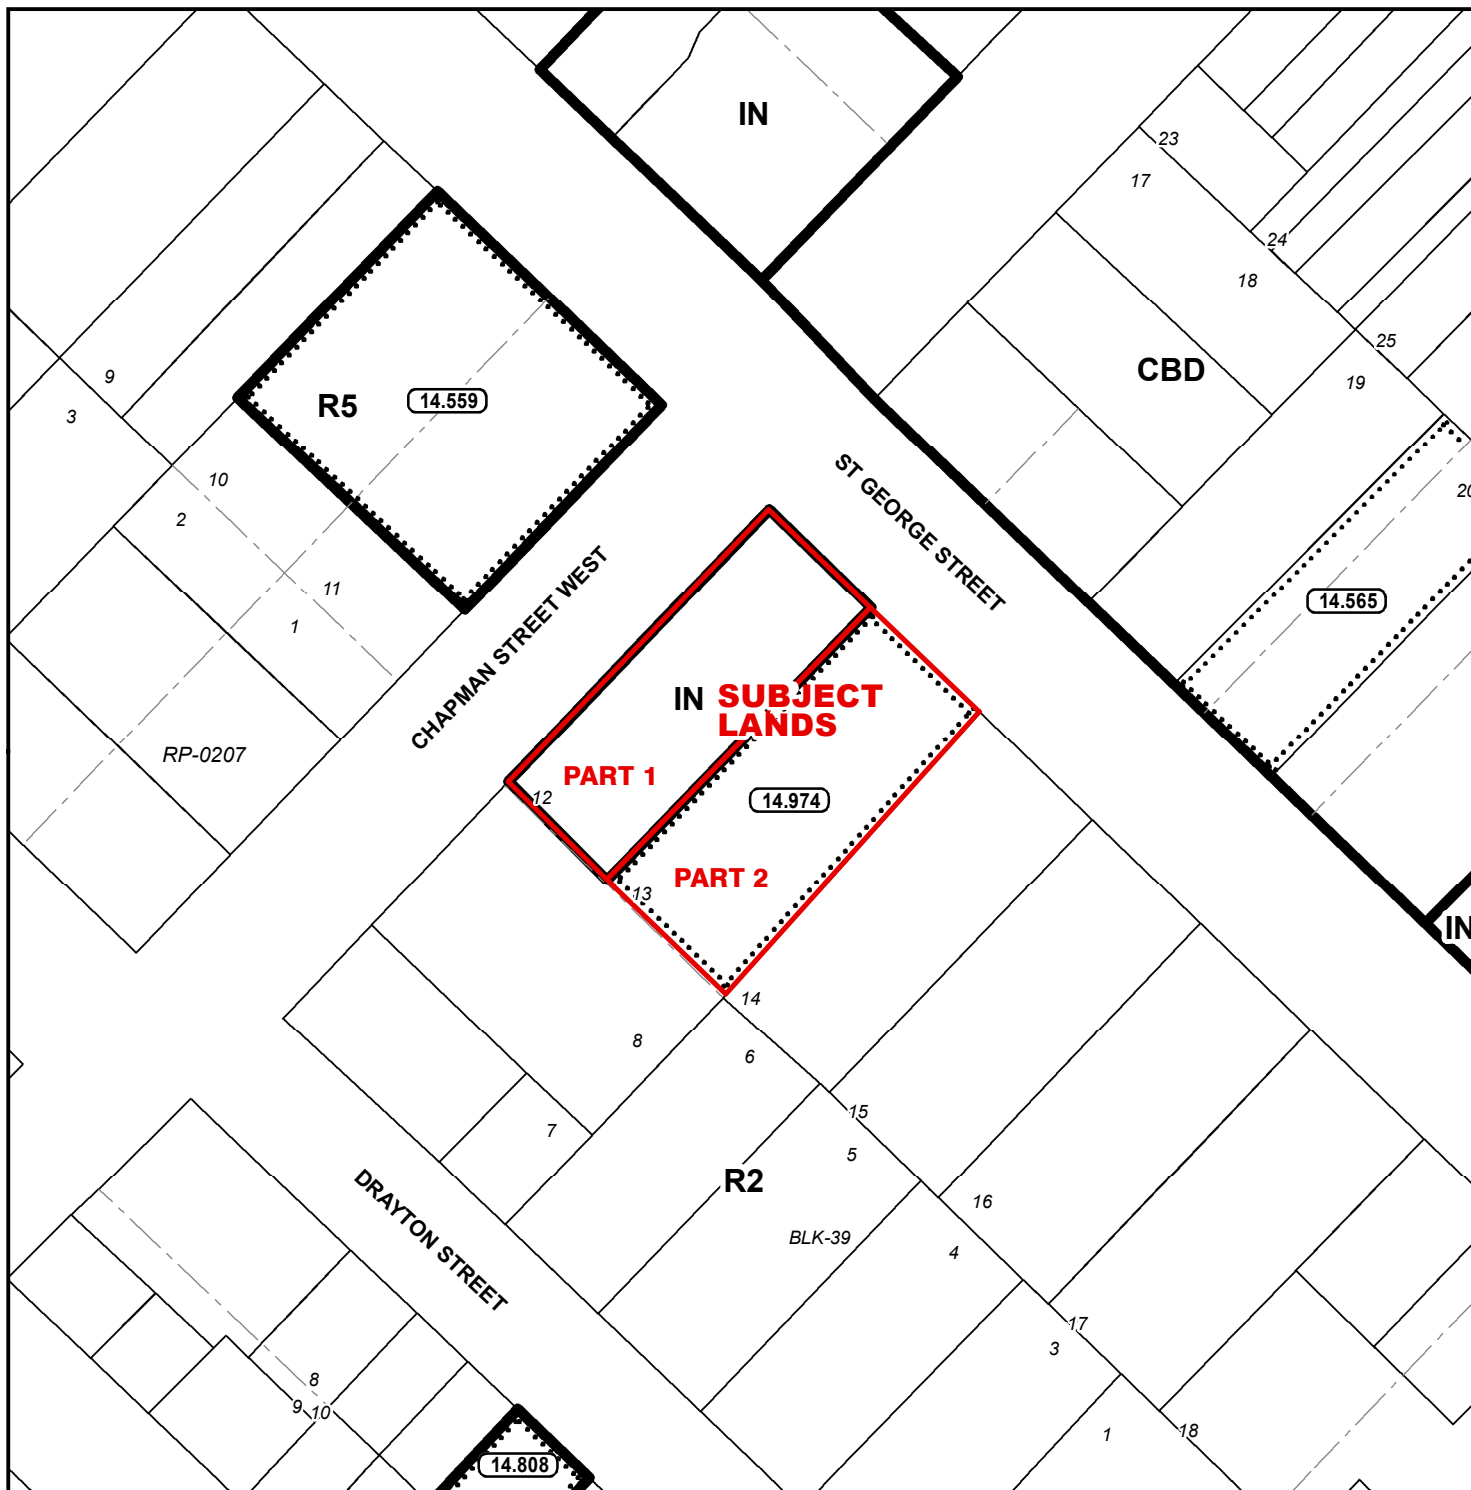 IN
23
17
24
18
CBD
25
19
9
R5
14.559
3
10
2
ST GEORGE STREET
20
11
14.565
1
CHAPMAN STREET WEST
IN
SUBJECT
LANDS
RP-0207
PART 1
12
14.974
PART 2
13
IN
14
8
6
15
7
5
R2
16
DRAYTON STREET
BLK-39
4
17
3
8
9
10
1
18
14.808